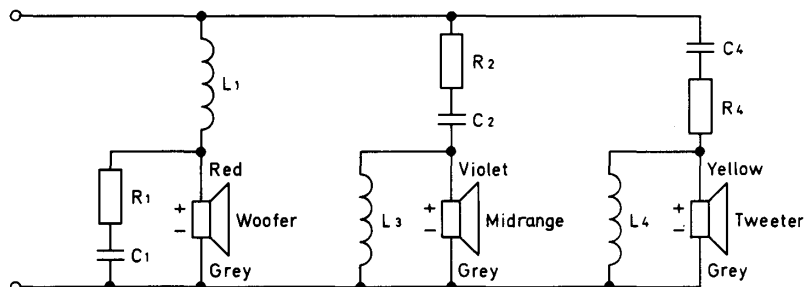 L1
R2
C2
C4
R4
Red
Violet
Yellow
R1
C1
+
-
Woofer
L3
+
-
Midrange
L4
+
-
Tweeter
Grey
Grey
Grey